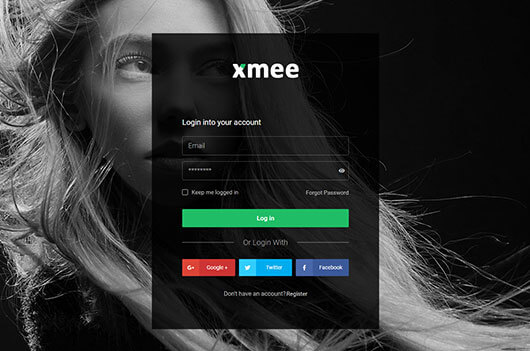 xmee
Login into your account
Email
********
Keep me logged in Forgot Password
Log In
Or Login With
G+ Google + Twitter f Facebook
Don't have an account? Register